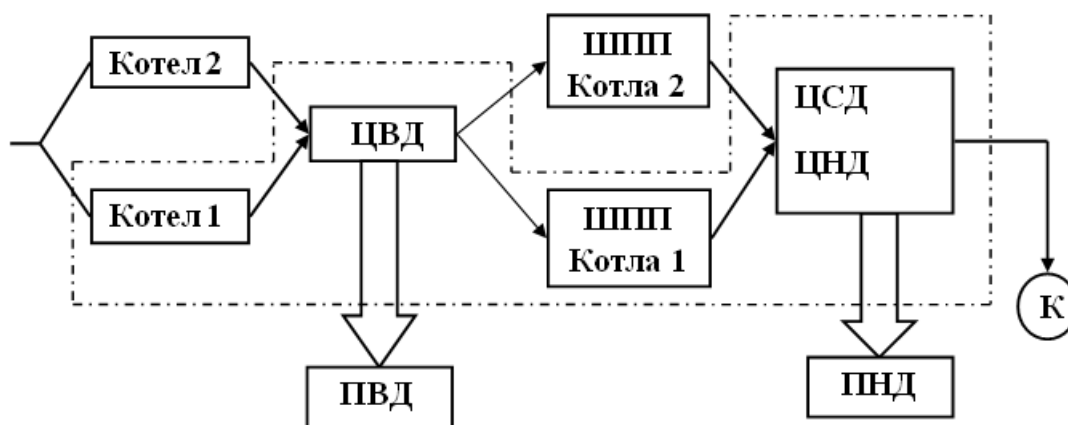 Котел 2
ШПП
Котла 2
ЦВД
ЦСД
ЦНД
Котел 1
ШПП
Котла 1
К
ПВД
ПНД